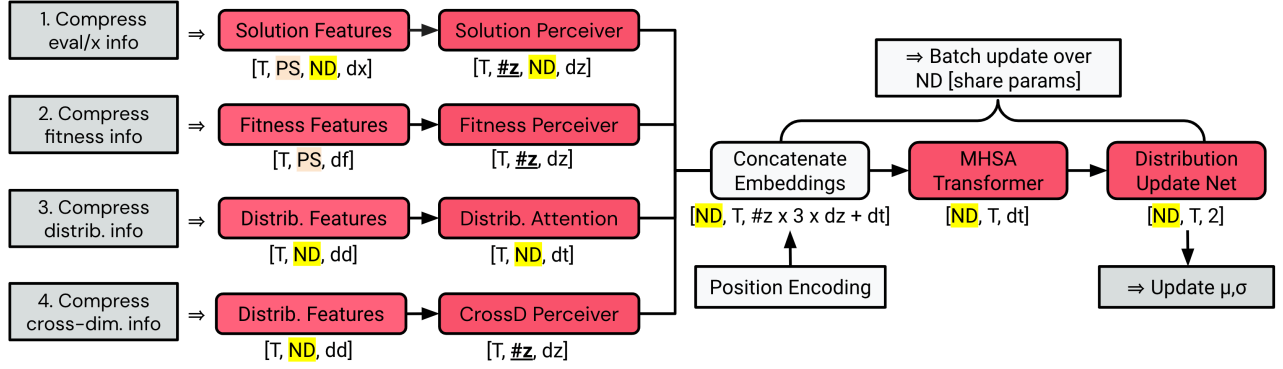 1. Compress
eval/x info
⇒
Solution Features
Solution Perceiver
[T, PS, ND, dx]
[T, #z, ND, dz]
2. Compress
fitness info
⇒
Fitness Features
Fitness Perceiver
[T, PS, df]
[T, #z, dz]
3. Compress
distrib. info
⇒
Distrib. Features
Distrib. Attention
[T, ND, dd]
[T, ND, dt]
4. Compress
cross-dim. info
⇒
Distrib. Features
CrossD Perceiver
[T, ND, dd]
[T, #z, dz]
⇒ Batch update over
ND [share params]
Concatenate
Embeddings
[ND, T, #z x 3 x dz + dt]
Position Encoding
MHSA
Transformer
[ND, T, dt]
Distribution
Update Net
[ND, T, 2]
⇒ Update μ,σ